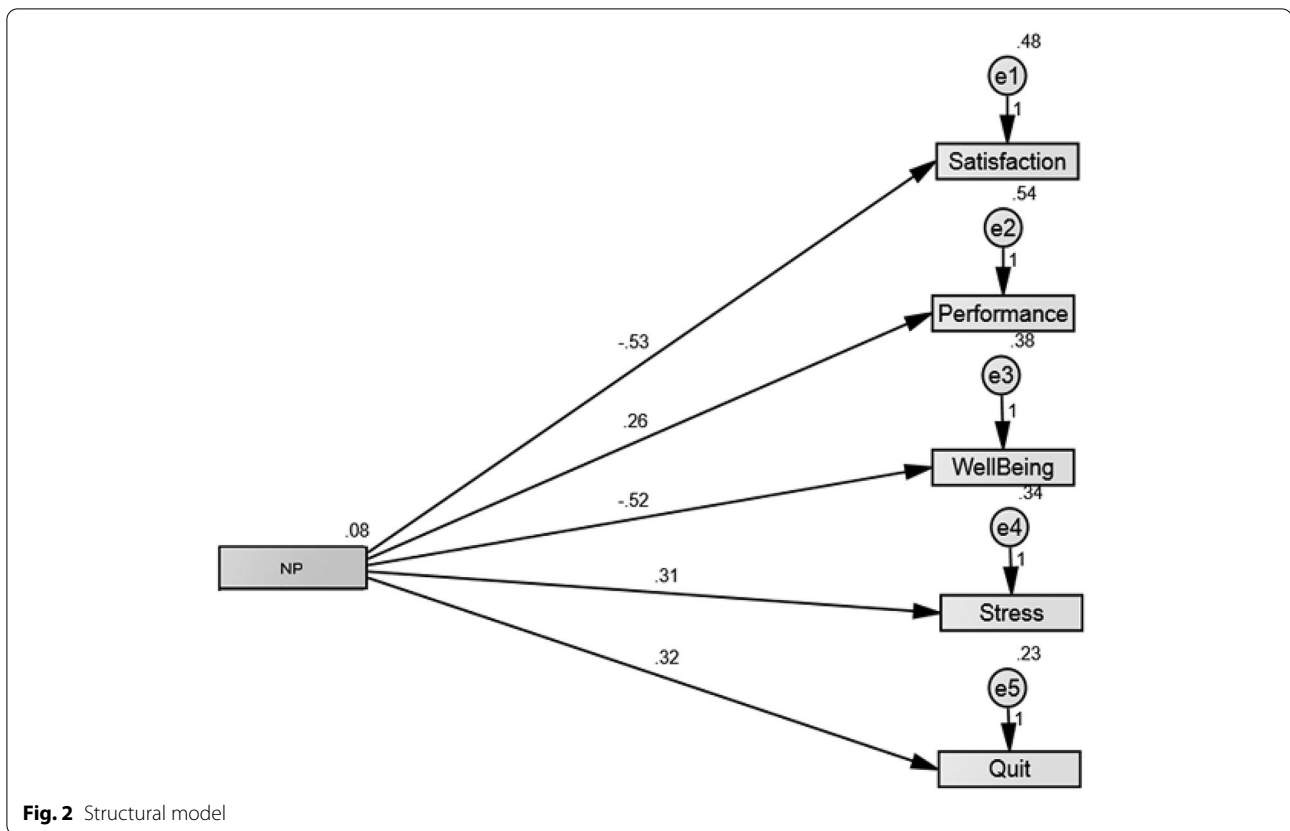 .48
e1
1
Satisfaction
.54
e2
1
Performance
.38
e3
1
WellBeing
.34
e4
1
Stress
.23
e5
1
Quit
-.53
.26
-.52
.31
.32
.08
NP
Fig. 2 Structural model